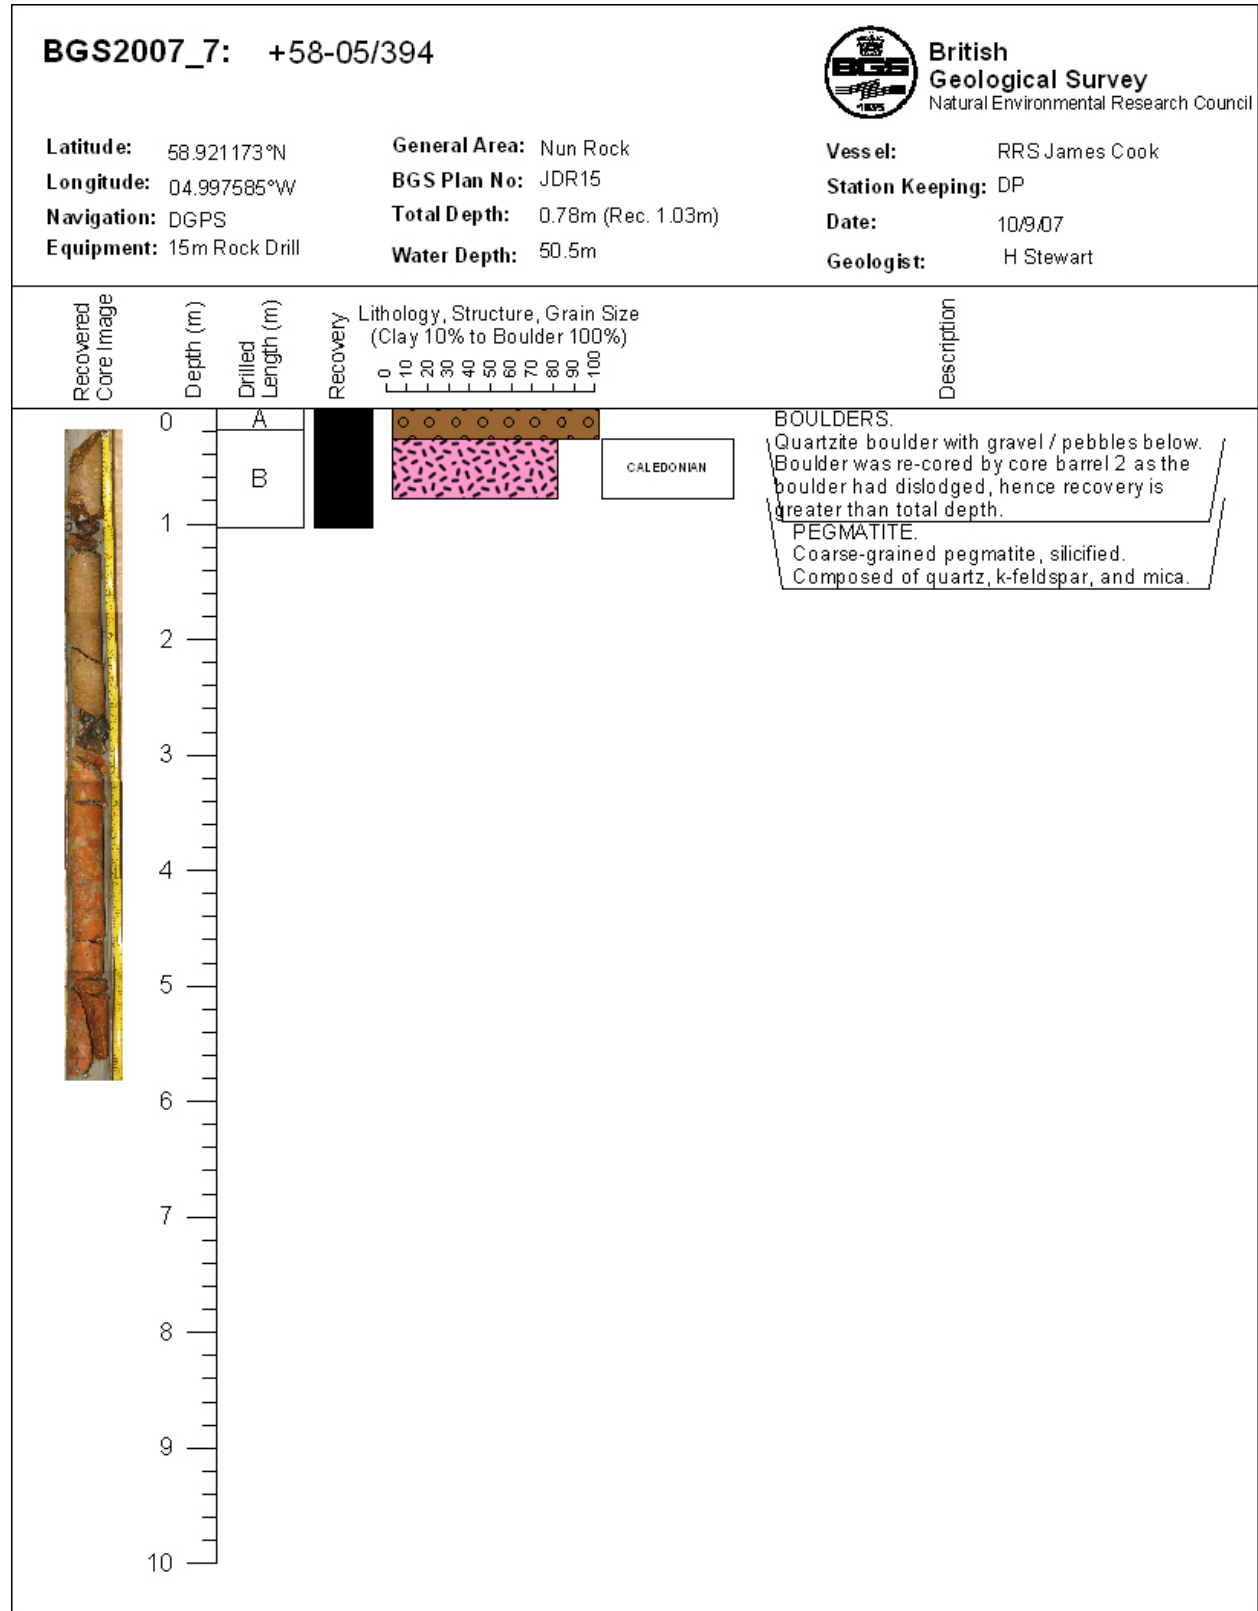 BGS2007_7: +58-05/394
British
Geological Survey
Natural Environmental Research Council
BGS
1835
Latitude: 58.921173°N
Longitude: 04.997585°W
Navigation: DGPS
Equipment: 15m Rock Drill
General Area: Nun Rock
BGS Plan No: JDR15
Total Depth: 0.78m (Rec. 1.03m)
Water Depth: 50.5m
Vessel: RRS James Cook
Station Keeping: DP
Date: 10/9/07
Geologist: H Stewart
Recovered
Core Image
Depth (m)
Drilled
Length (m)
Recovery
Lithology, Structure, Grain Size
(Clay 10% to Boulder 100%)
0 10 20 30 40 50 60 70 80 90 100
Description
0
1
2
3
4
5
6
7
8
9
10
A
B
CALEDONIAN
BOULDERS.
Quartzite boulder with gravel / pebbles below.
Boulder was re-cored by core barrel 2 as the
boulder had dislodged, hence recovery is
greater than total depth.
PEGMATITE.
Coarse-grained pegmatite, silicified.
Composed of quartz, k-feldspar, and mica.